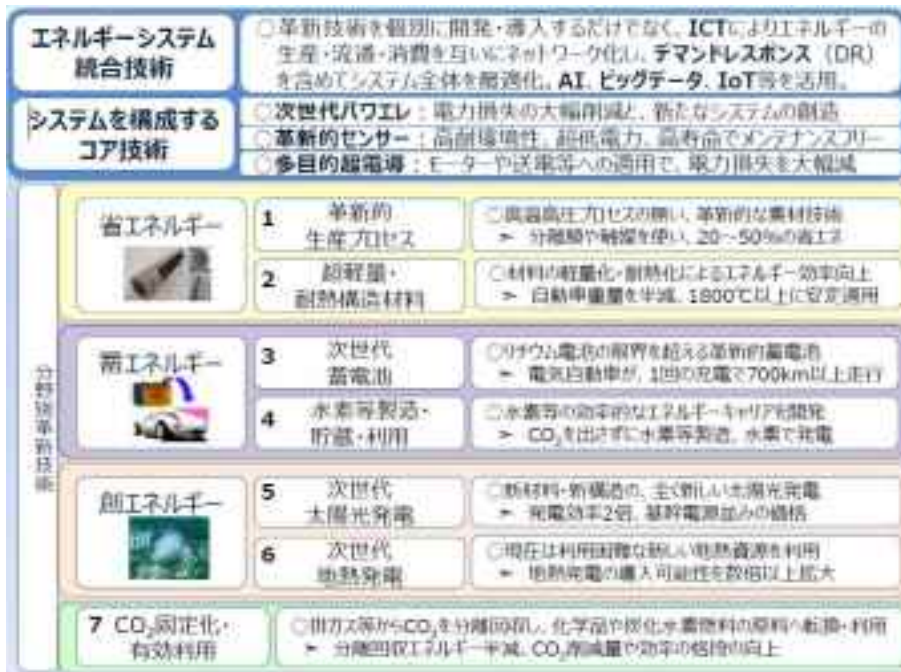 エネルギーシステム
統合技術
○革新技術を個別に開発・導入するだけでなく、ICTによりエネルギーの
生産・流通・消費を互いにネットワーク化し、デマンドレスポンス（DR）
を含めてシステム全体を最適化。AI、ビッグデータ、IoT等を活用。
システムを構成する
コア技術
○次世代パワエレ：電力損失の大幅削減と、新たなシステムの創造
○革新的センサー：高耐環境性、超低電力、高寿命でメンテナンスフリー
○多目的超電導：モーターや送電等への適用で、電力損失を大幅減
分野別革新技術
省エネルギー
1 革新的
生産プロセス
○高温高圧プロセスの無い、革新的な素材技術
➢ 分離膜や触媒を使い、20～50%の省エネ
2 超軽量・
耐熱構造材料
○材料の軽量化・耐熱化によるエネルギー効率向上
➢ 自動車重量を半減、1800℃以上に安定適用
蓄エネルギー
3 次世代
蓄電池
○リチウム電池の限界を超える革新的蓄電池
➢ 電気自動車が、1回の充電で700km以上走行
4 水素等製造・
貯蔵・利用
○水素等の効率的なエネルギーキャリアを開発
➢ CO₂を出さずに水素等製造、水素で発電
創エネルギー
5 次世代
太陽光発電
○新材料・新構造の、全く新しい太陽光発電
➢ 発電効率2倍、基幹電源並みの価格
6 次世代
地熱発電
○現在は利用困難な新しい地熱資源を利用
➢ 地熱発電の導入可能性を数倍以上拡大
7 CO₂固定化・
有効利用
○排ガス等からCO₂を分離回収し、化学品や炭化水素燃料の原料へ転換・利用
➢ 分離回収エネルギー半減、CO₂削減量や効率の格段の向上